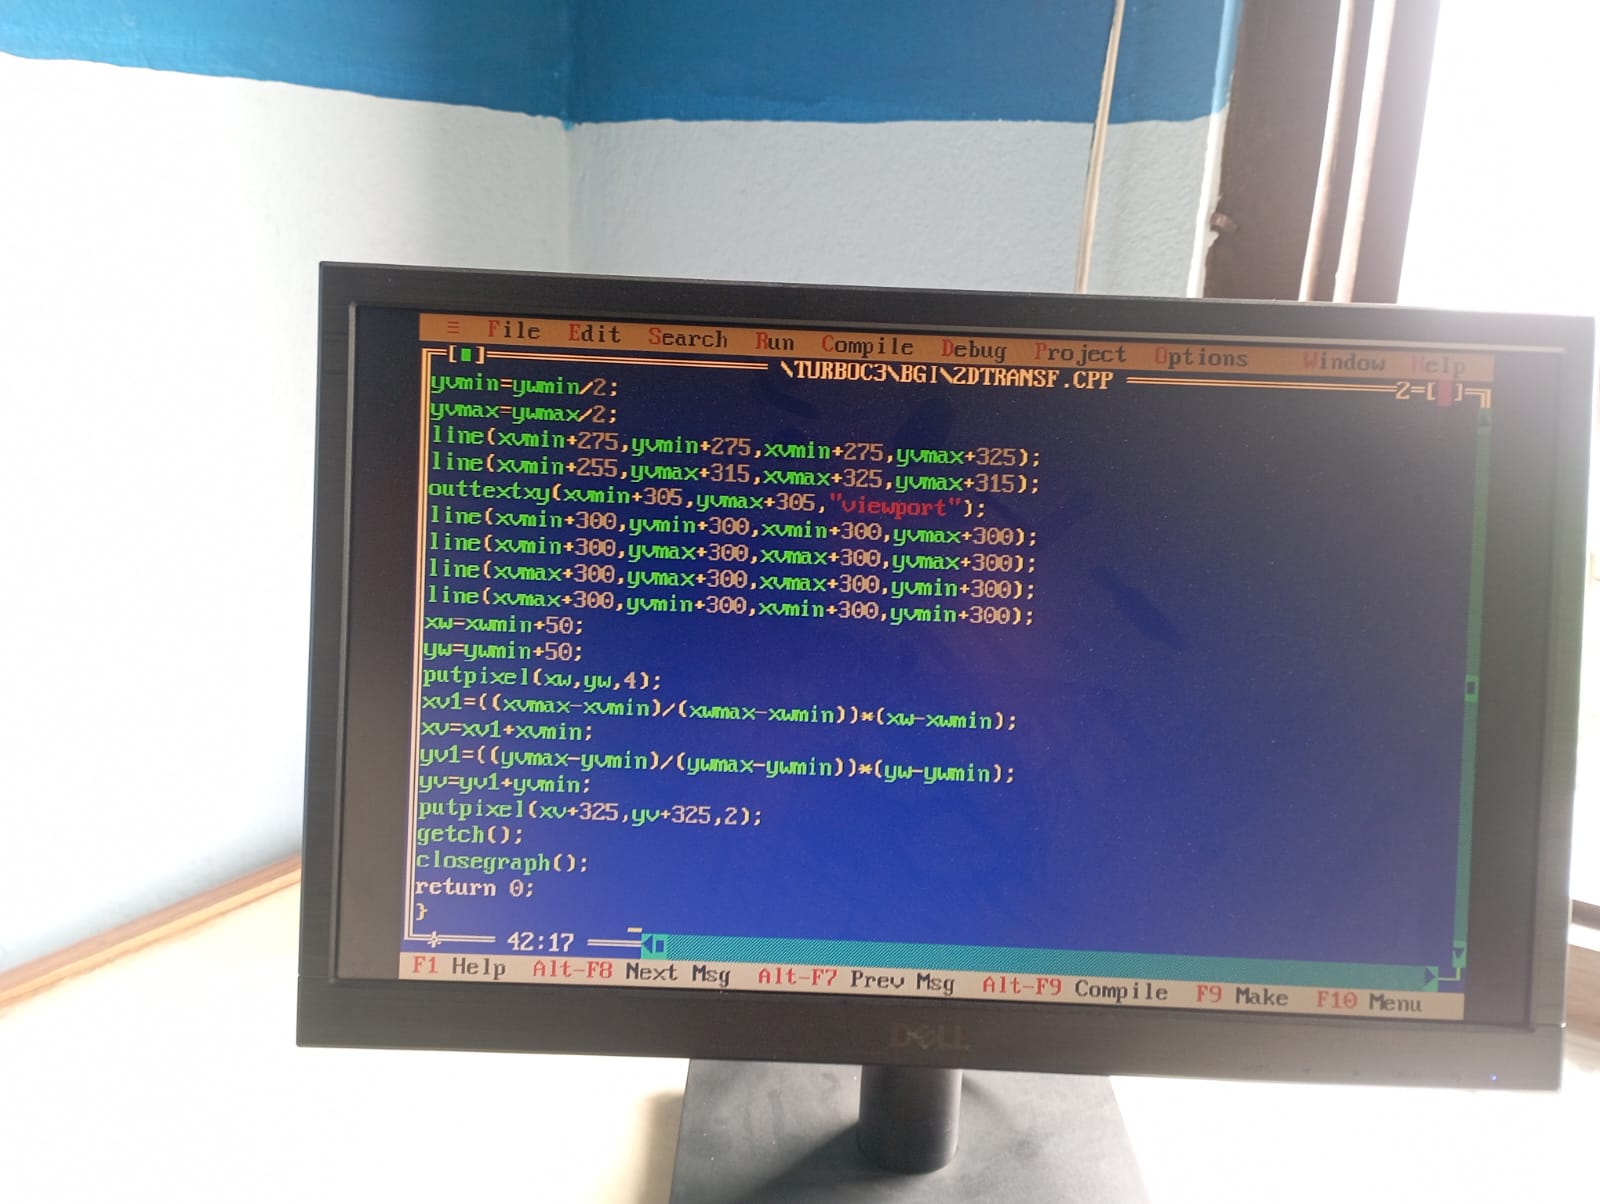 ≡ File Edit Search Run Compile Debug Project Options Window Help
\TURBOC3\BGI\2DTRANSF.CPP 2
yvmin=ywmin/2;
yvmax=ywmax/2;
line(xvmin+275,yvmin+275,xvmin+275,yvmax+325);
line(xvmin+255,yvmax+315,xvmax+325,yvmax+315);
outtextxy(xvmin+305,yvmax+305,"viewport");
line(xvmin+300,yvmin+300,xvmin+300,yvmax+300);
line(xvmin+300,yvmax+300,xvmax+300,yvmax+300);
line(xvmax+300,yvmax+300,xvmax+300,yvmin+300);
line(xvmax+300,yvmin+300,xvmin+300,yvmin+300);
xw=xwmin+50;
yw=ywmin+50;
putpixel(xw,yw,4);
xv1=((xvmax-xvmin)/(xwmax-xwmin))*(xw-xwmin);
xv=xv1+xvmin;
yv1=((yvmax-yvmin)/(ywmax-ywmin))*(yw-ywmin);
yv=yv1+yvmin;
putpixel(xv+325,yv+325,2);
getch();
closegraph();
return 0;
}
42:17
F1 Help Alt-F8 Next Msg Alt-F7 Prev Msg Alt-F9 Compile F9 Make F10 Menu
DELL